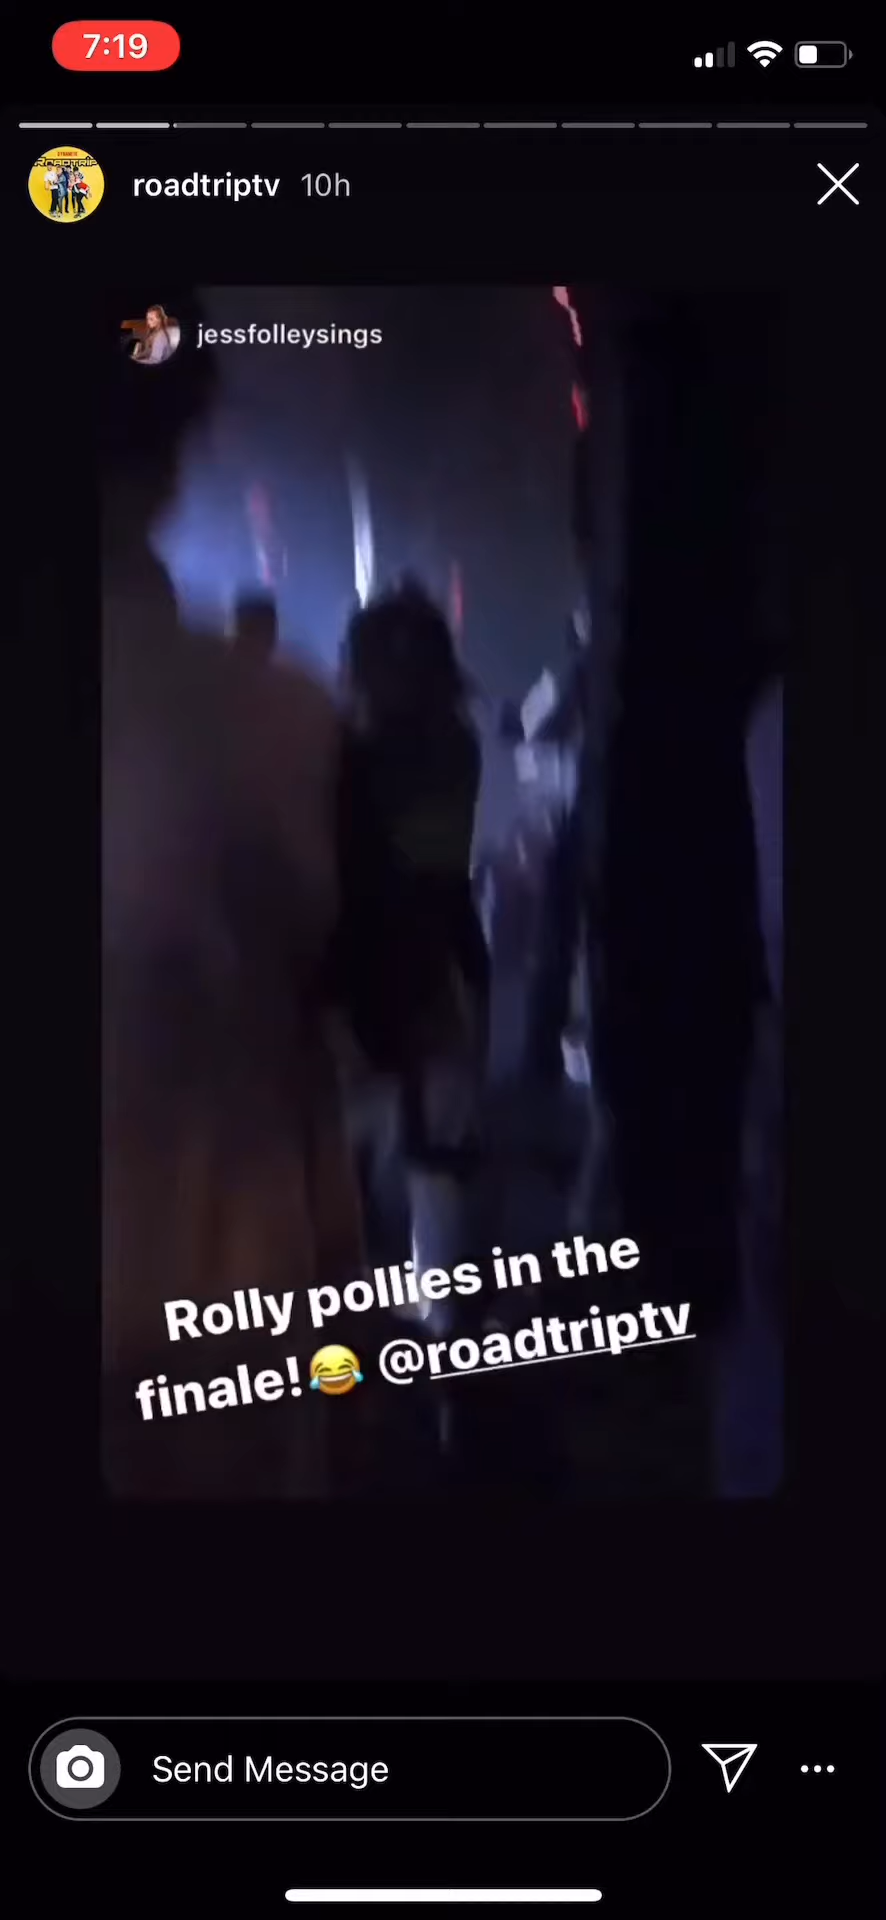 7:19
roadtriptv 10h
jessfolleysings
Rolly pollies in the
finale!😂 @roadtriptv
Send Message